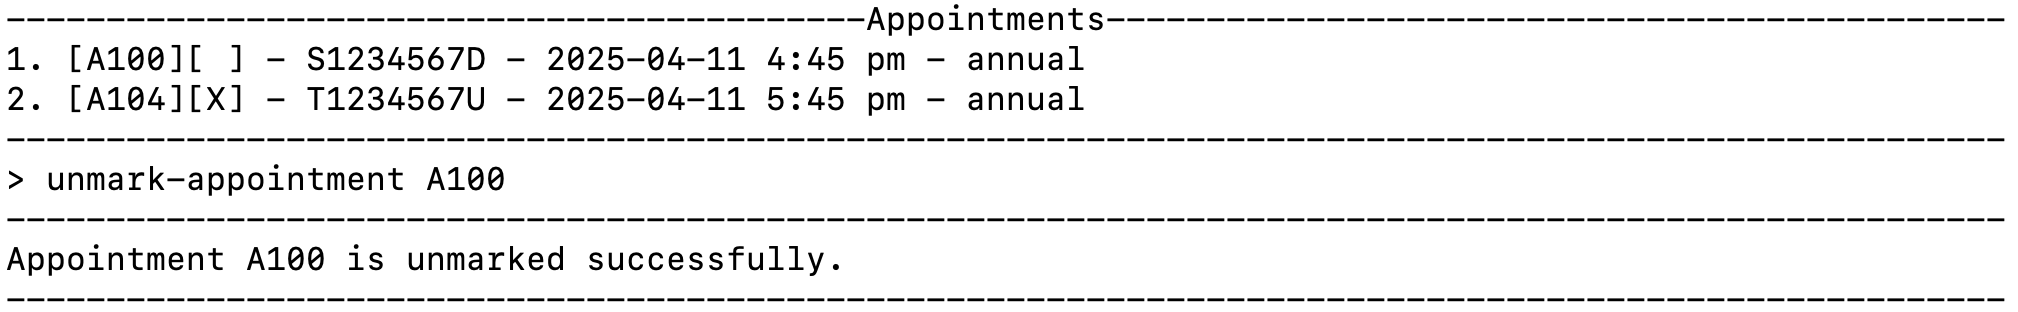 -------------------------------------------Appointments---------------------------------------------
1. [A100][ ] - S1234567D - 2025-04-11 4:45 pm - annual
2. [A104][X] - T1234567U - 2025-04-11 5:45 pm - annual
----------------------------------------------------------------------------------------------------
> unmark-appointment A100
----------------------------------------------------------------------------------------------------
Appointment A100 is unmarked successfully.
----------------------------------------------------------------------------------------------------